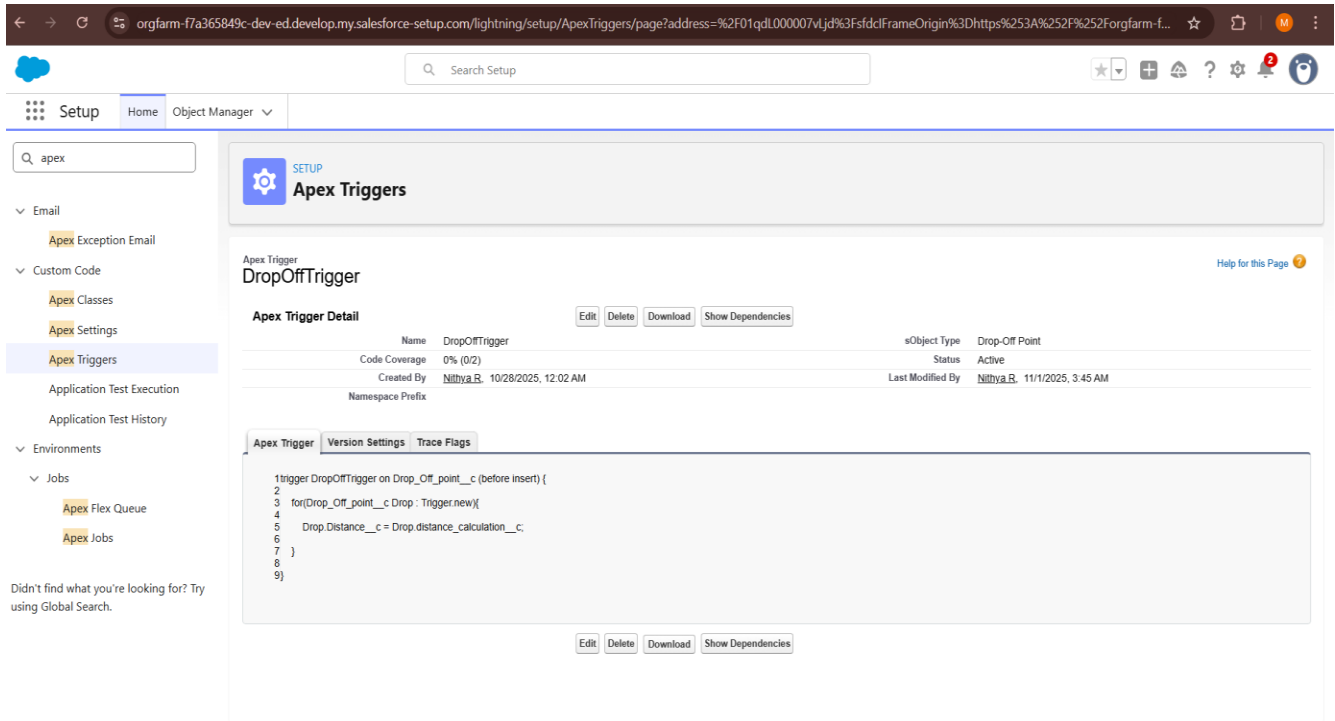 orgfarm-f7a365849c-dev-ed.develop.my.salesforce-setup.com/lightning/setup/ApexTriggers/page?address=%2F01qdL000007vLjd%3FsfdcIFrameOrigin%3Dhttps%253A%252F%252Forgfarm-f...
M
Search Setup
2
Setup
Home
Object Manager
apex
Email
Apex Exception Email
Custom Code
Apex Classes
Apex Settings
Apex Triggers
Application Test Execution
Application Test History
Environments
Jobs
Apex Flex Queue
Apex Jobs
Didn't find what you're looking for? Try
using Global Search.
SETUP
Apex Triggers
Apex Trigger
DropOffTrigger
Help for this Page ?
Apex Trigger Detail
Edit Delete Download Show Dependencies
Name DropOffTrigger sObject Type Drop-Off Point
Code Coverage 0% (0/2) Status Active
Created By Nithya R, 10/28/2025, 12:02 AM Last Modified By Nithya R, 11/1/2025, 3:45 AM
Namespace Prefix
Apex Trigger Version Settings Trace Flags
1trigger DropOffTrigger on Drop_Off_point__c (before insert) {
2
3 for(Drop_Off_point__c Drop : Trigger.new){
4
5 Drop.Distance__c = Drop.distance_calculation__c;
6
7 }
8
9}
Edit Delete Download Show Dependencies